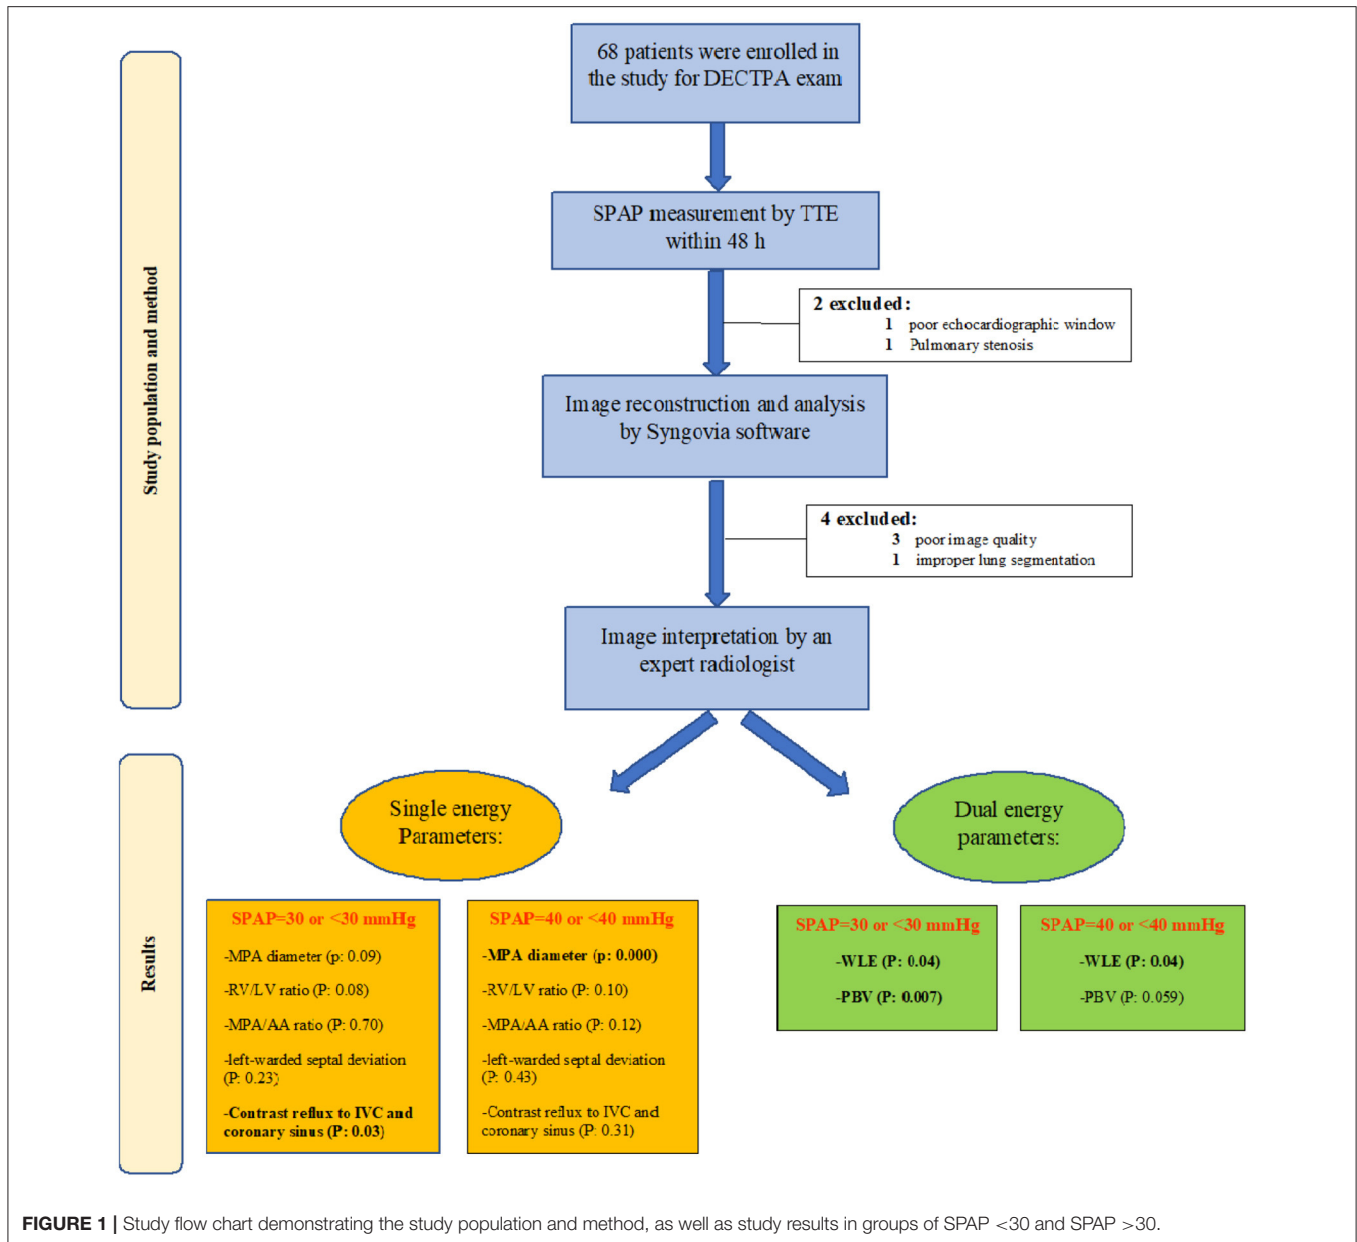 68 patients were enrolled in
the study for DECTPA exam
SPAP measurement by TTE
within 48 h
2 excluded:
1 poor echocardiographic window
1 Pulmonary stenosis
Image reconstruction and analysis
by Syngovia software
4 excluded:
3 poor image quality
1 improper lung segmentation
Image interpretation by an
expert radiologist
Study population and method
Results
Single energy
Parameters:
Dual energy
parameters:
SPAP=30 or <30 mmHg
-MPA diameter (p: 0.09)
-RV/LV ratio (P: 0.08)
-MPA/AA ratio (P: 0.70)
-left-warded septal deviation
(P: 0.23)
-Contrast reflux to IVC and
coronary sinus (P: 0.03)
SPAP=40 or <40 mmHg
-MPA diameter (p: 0.000)
-RV/LV ratio (P: 0.10)
-MPA/AA ratio (P: 0.12)
-left-warded septal deviation
(P: 0.43)
-Contrast reflux to IVC and
coronary sinus (P: 0.31)
SPAP=30 or <30 mmHg
-WLE (P: 0.04)
-PBV (P: 0.007)
SPAP=40 or <40 mmHg
-WLE (P: 0.04)
-PBV (P: 0.059)
FIGURE 1 | Study flow chart demonstrating the study population and method, as well as study results in groups of SPAP <30 and SPAP >30.